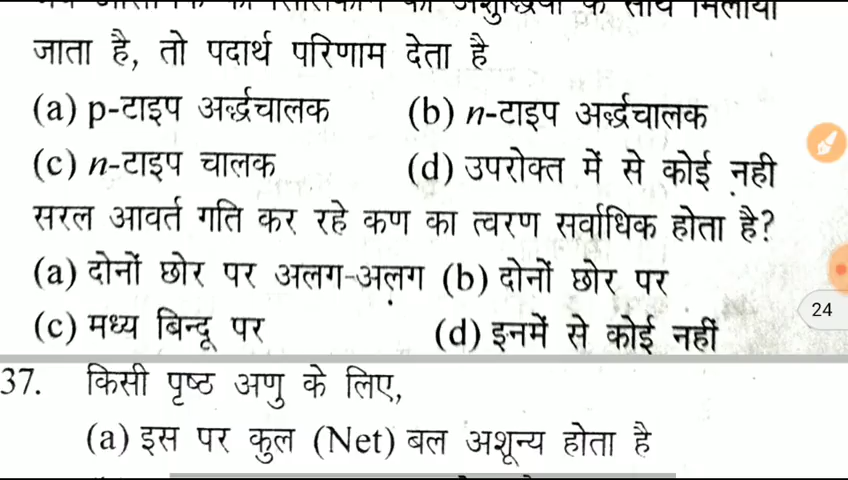 जाता है, तो पदार्थ परिणाम देता है
(a) p-टाइप अर्द्धचालक (b) n-टाइप अर्द्धचालक
(c) n-टाइप चालक (d) उपरोक्त में से कोई नही
सरल आवर्त गति कर रहे कण का त्वरण सर्वाधिक होता है?
(a) दोनों छोर पर अलग-अलग (b) दोनों छोर पर
24
(c) मध्य बिन्दू पर (d) इनमें से कोई नहीं
37. किसी पृष्ठ अणु के लिए,
(a) इस पर कुल (Net) बल अशून्य होता है